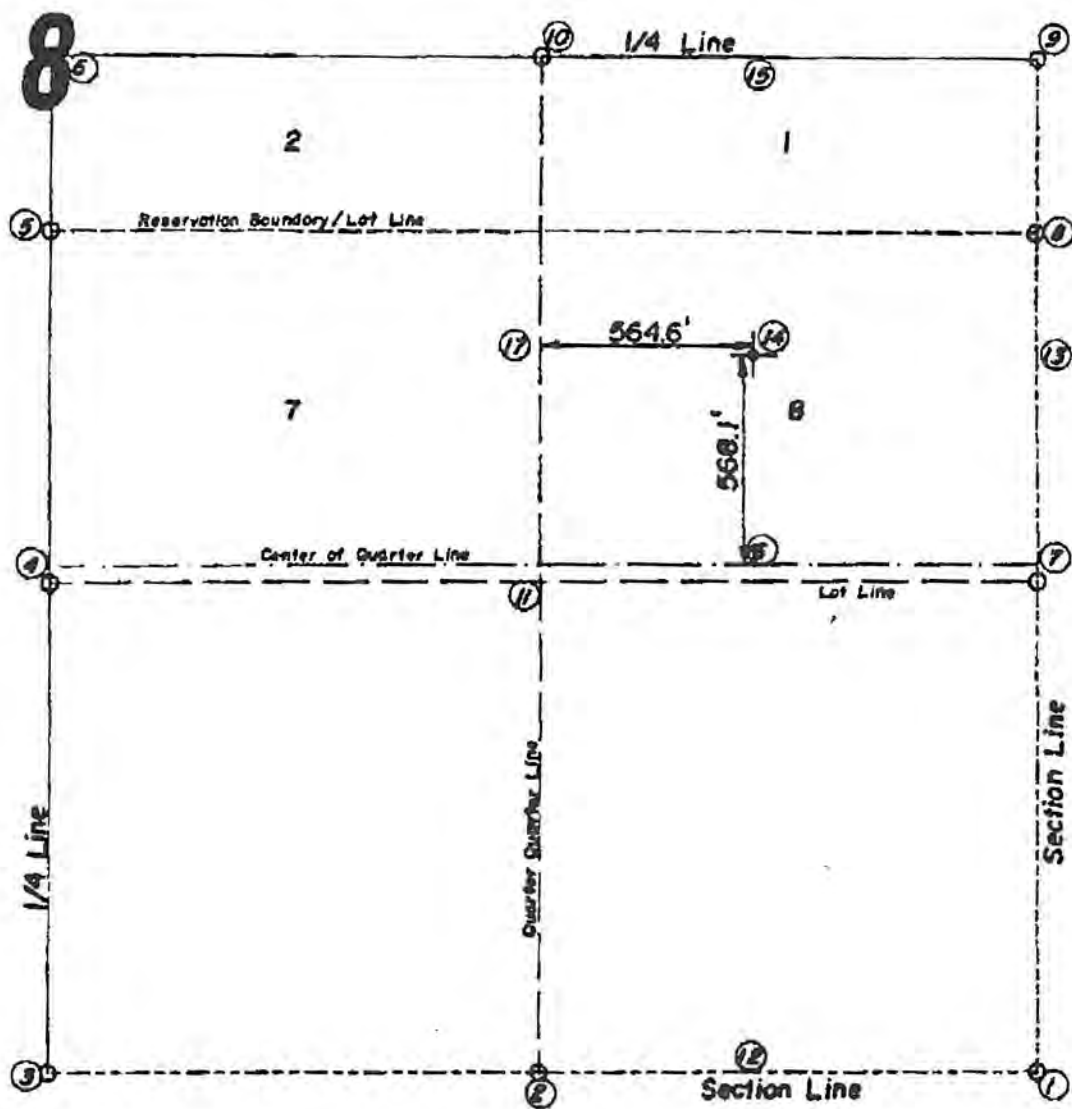 8
10
1/4 Line
9
6
15
2
1
5
Reservation Boundary/Lot Line
8
17
564.6'
14
13
7
8
568.1'
4
Center of Quarter Line
7
11
Lot Line
1/4 Line
Quarter Quarter Line
Section Line
3
2
12
Section Line
1